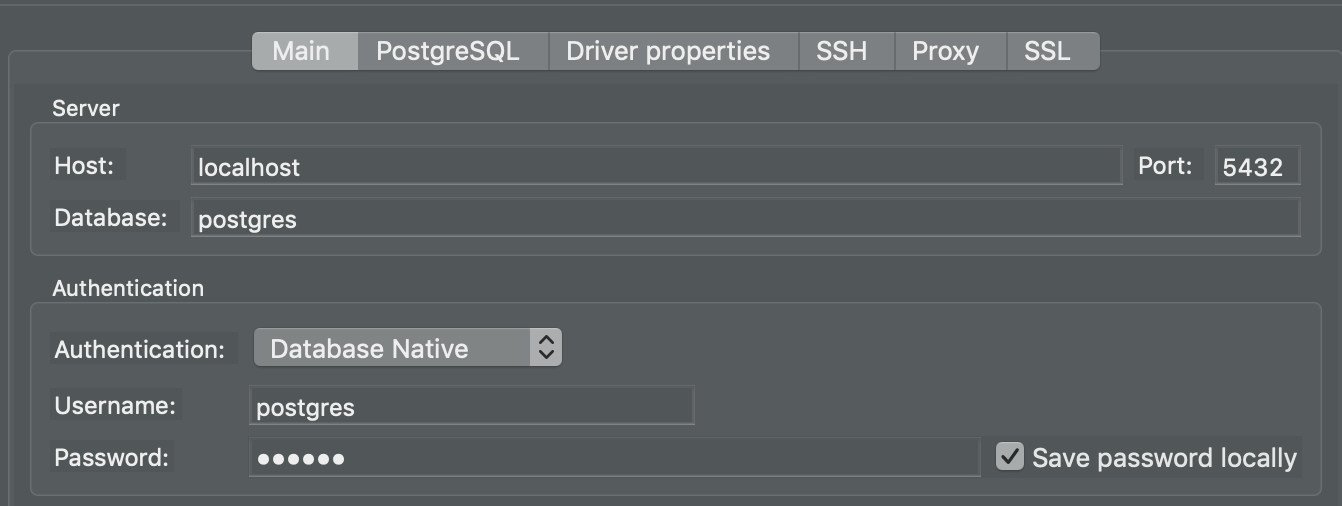 Main PostgreSQL Driver properties SSH Proxy SSL
Server
Host: localhost Port: 5432
Database: postgres
Authentication
Authentication: Database Native
Username: postgres
Password: ●●●●●● Save password locally